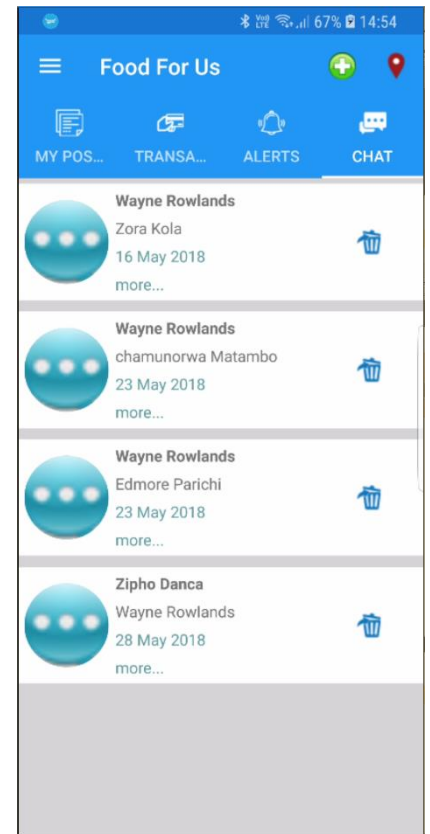 VoD LTE 67% 14:54
Food For Us
MY POS... TRANSA... ALERTS CHAT
Wayne Rowlands
Zora Kola
16 May 2018
more...
Wayne Rowlands
chamunorwa Matambo
23 May 2018
more...
Wayne Rowlands
Edmore Parichi
23 May 2018
more...
Zipho Danca
Wayne Rowlands
28 May 2018
more...